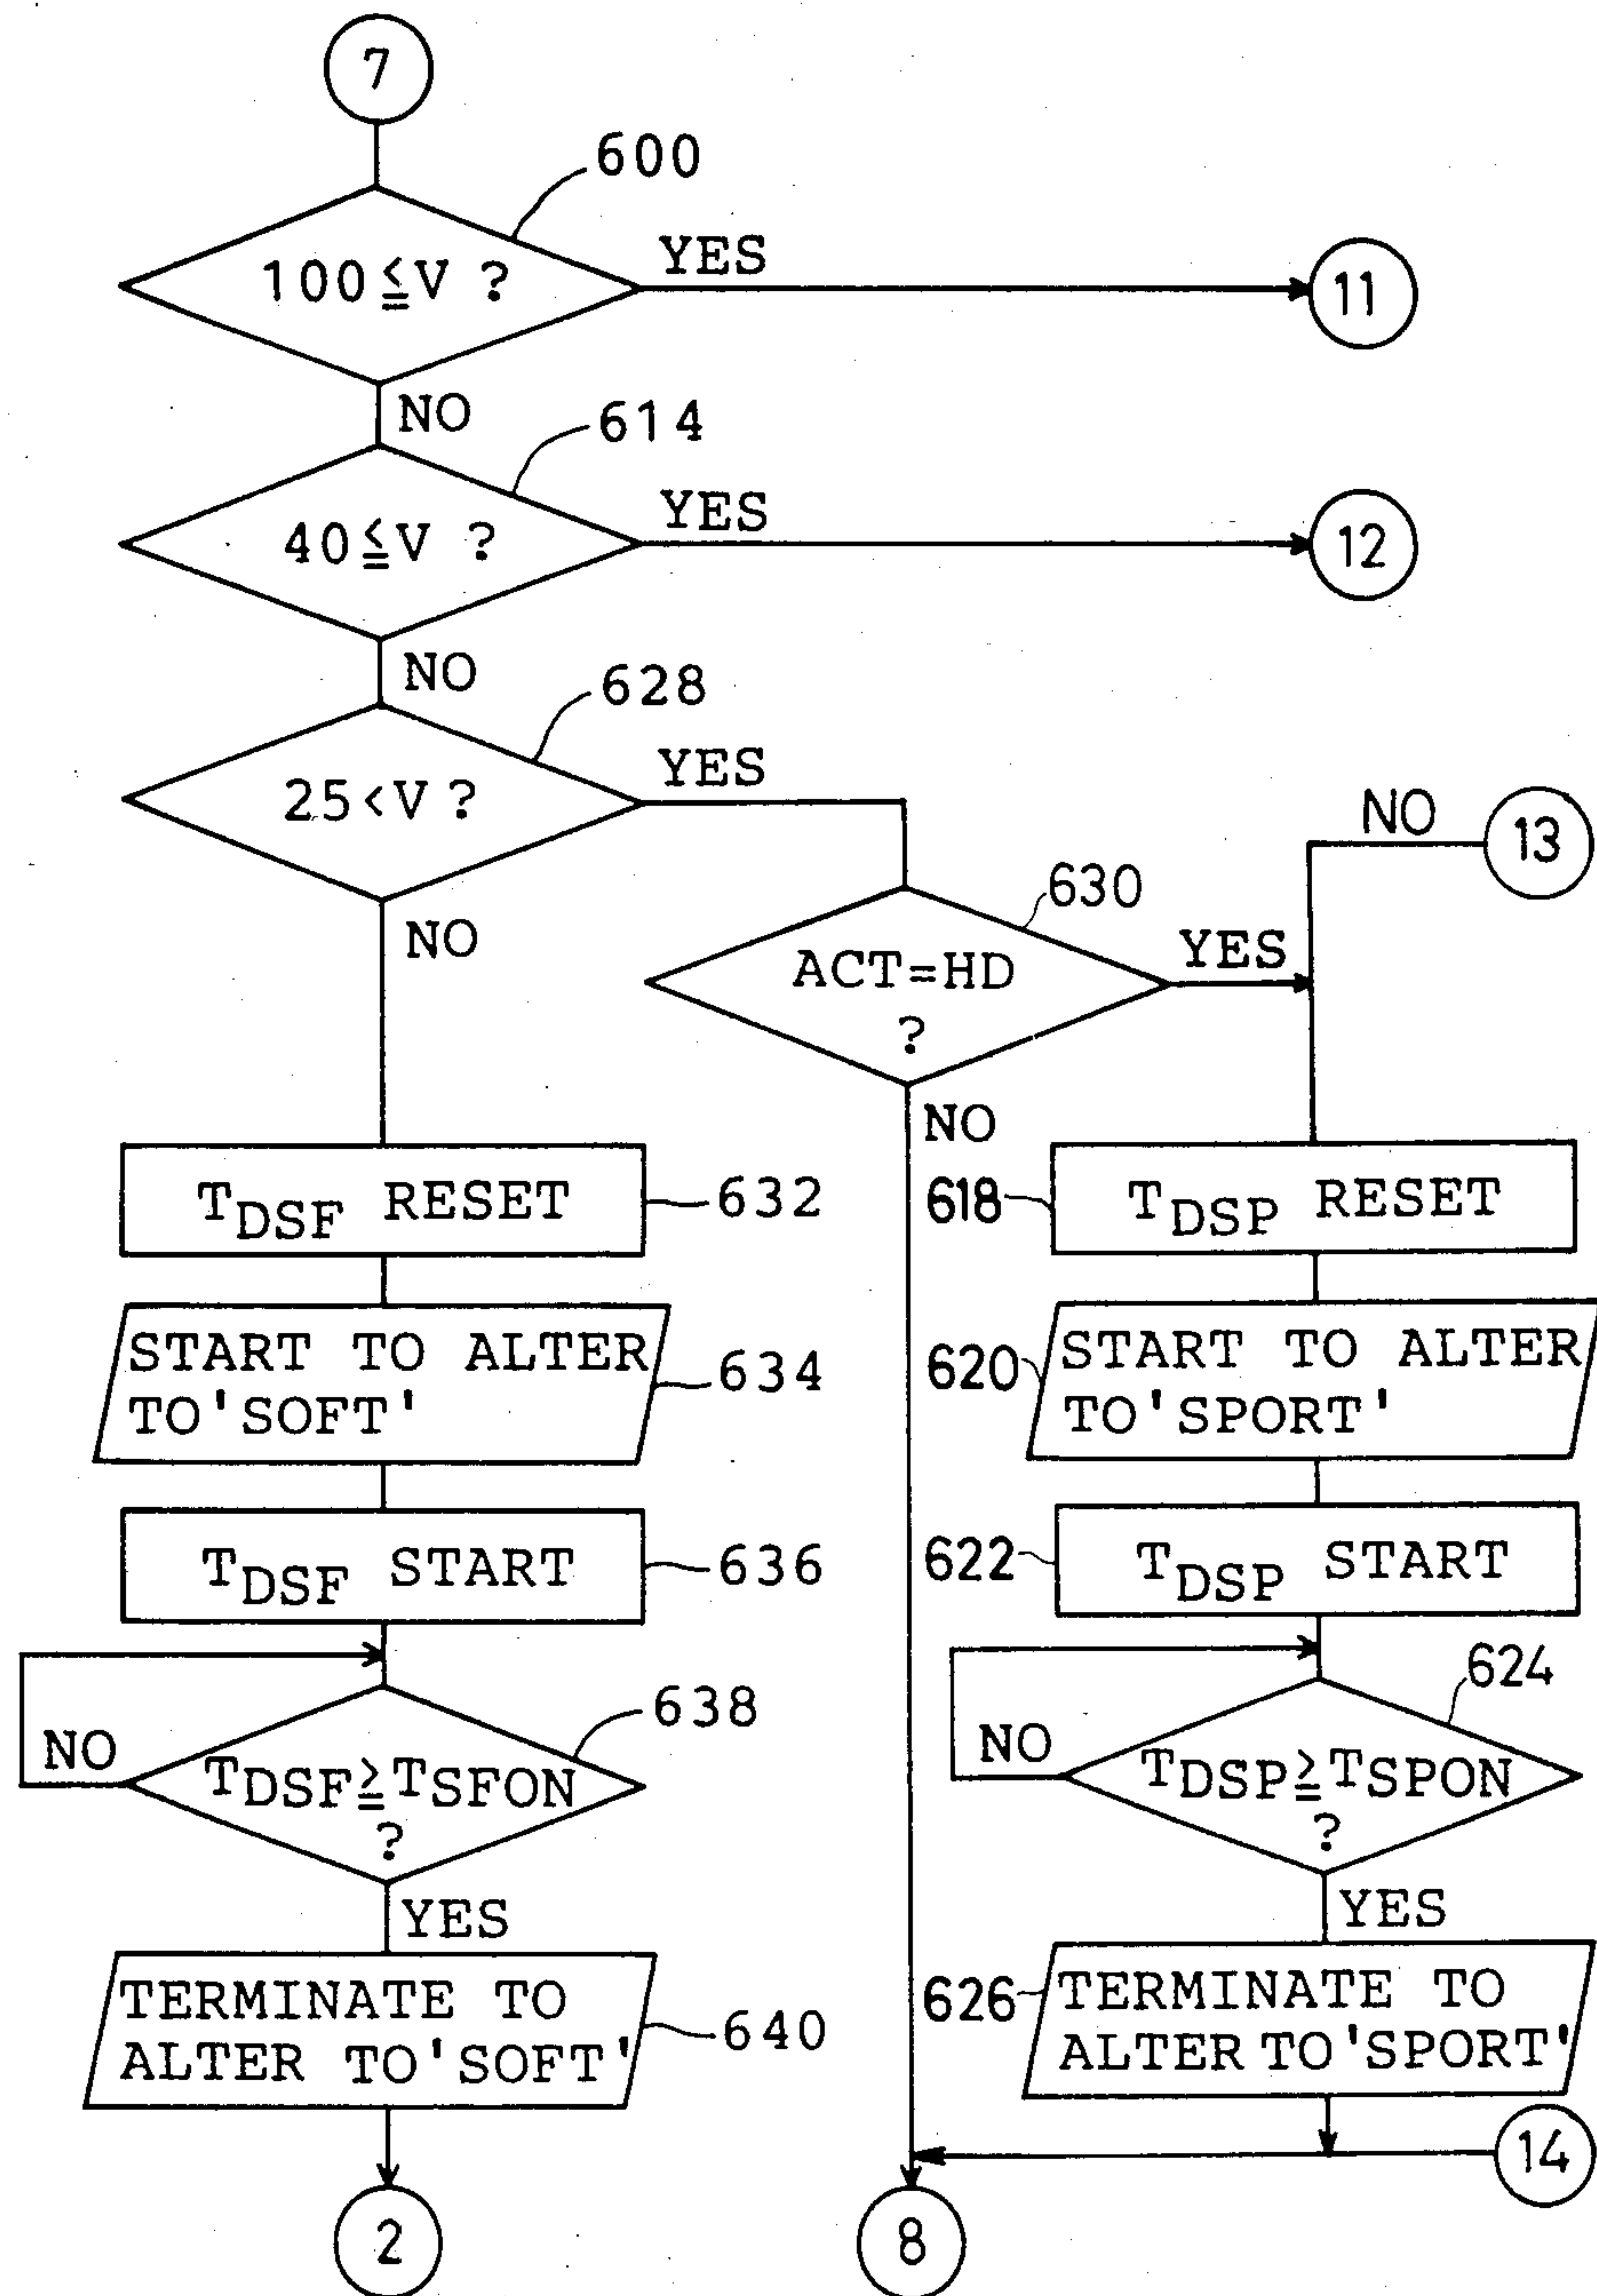 7
600
100≦V ?
YES
11
NO
614
40≦V ?
YES
12
NO
628
25<V ?
YES
NO
13
630
ACT=HD
?
YES
NO
NO
TDSF RESET
632
618
TDSP RESET
START TO ALTER
TO'SOFT'
634
620
START TO ALTER
TO'SPORT'
TDSF START
636
622
TDSP START
638
TDSF≧TSFON
?
NO
YES
624
TDSP≧TSPON
?
NO
YES
TERMINATE TO
ALTER TO'SOFT'
640
626
TERMINATE TO
ALTER TO'SPORT'
14
2
8